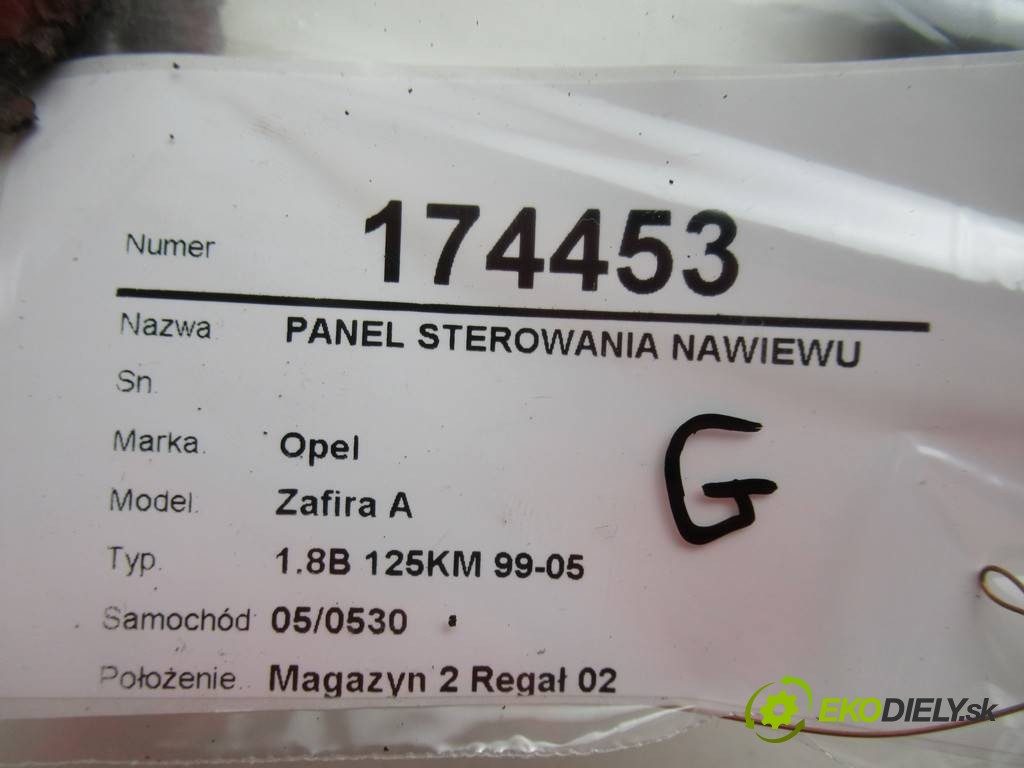 Numer 174453
Nazwa PANEL STEROWANIA NAWIEWU
Sn.
Marka. Opel
Model. Zafira A
Typ. 1.8B 125KM 99-05
Samochód 05/0530
Położenie. Magazyn 2 Regał 02
G
EKODIELY.sk